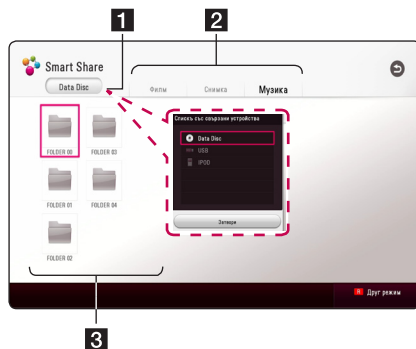 1
2
Smart Share
Data Disc
Филм
Снимка
Музика
Списъкъ със свързани устройства
Data Disc
USB
IPOD
Затвори
FOLDER 00
FOLDER 03
FOLDER 01
FOLDER 04
FOLDER 02
R Друг режим
3